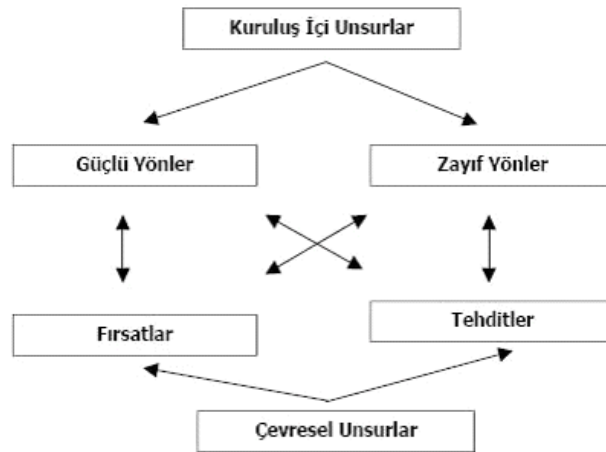 Kuruluş İçi Unsurlar
Güçlü Yönler
Zayıf Yönler
Fırsatlar
Tehditler
Çevresel Unsurlar